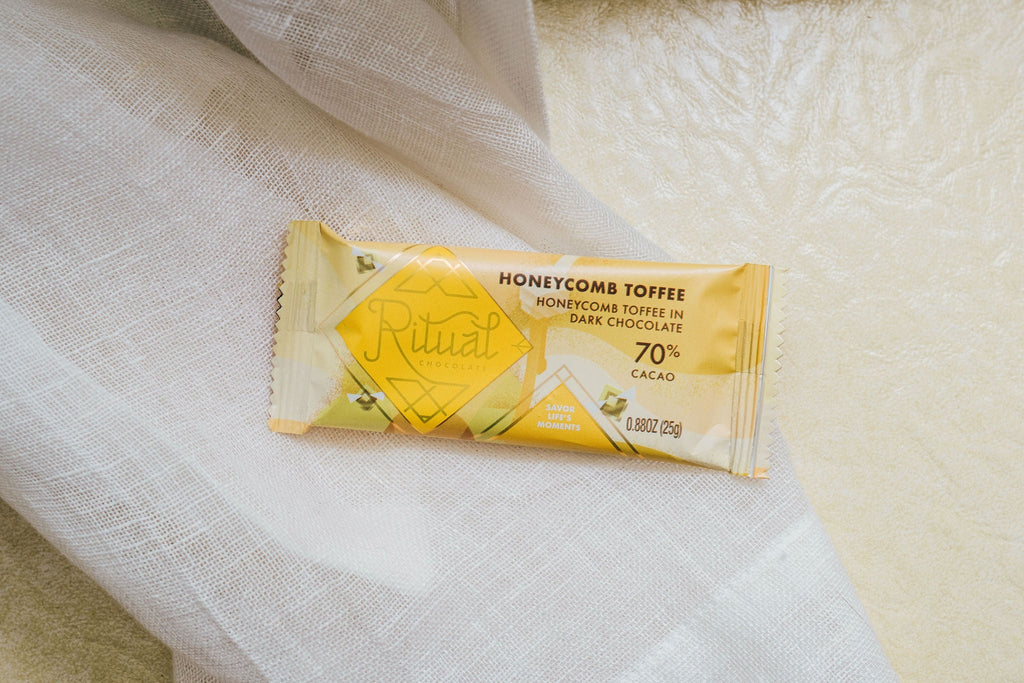 Ritual
CHOCOLATE
HONEYCOMB TOFFEE
HONEYCOMB TOFFEE IN
DARK CHOCOLATE
70%
CACAO
SAVOR
LIFE'S
MOMENTS
0.88OZ (25g)